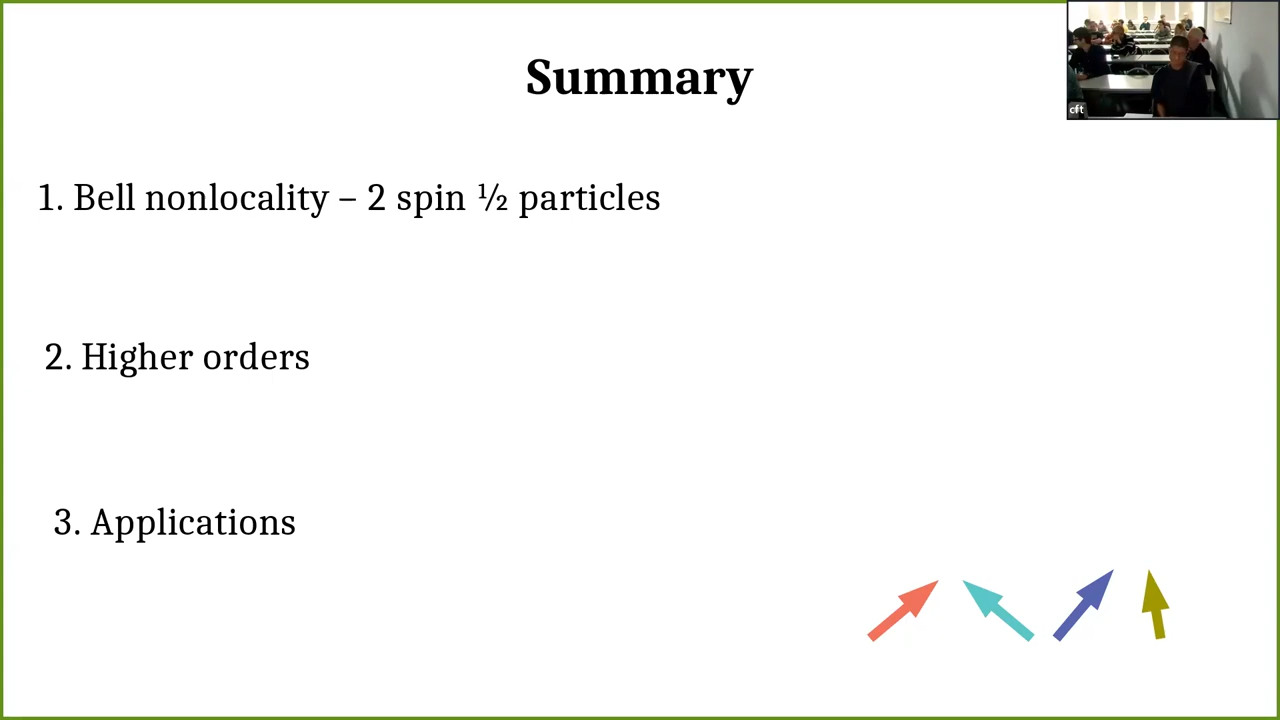 Summary
cft
1. Bell nonlocality – 2 spin ½ particles
2. Higher orders
3. Applications